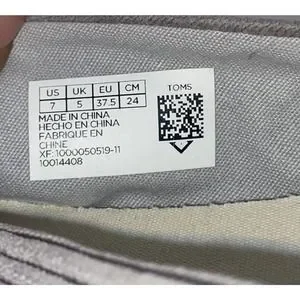 US UK EU CM TOMS
7 5 37.5 24
MADE IN CHINA
HECHO EN CHINA
FABRIQUE EN
CHINE
XF: 1000050519-11
10014408